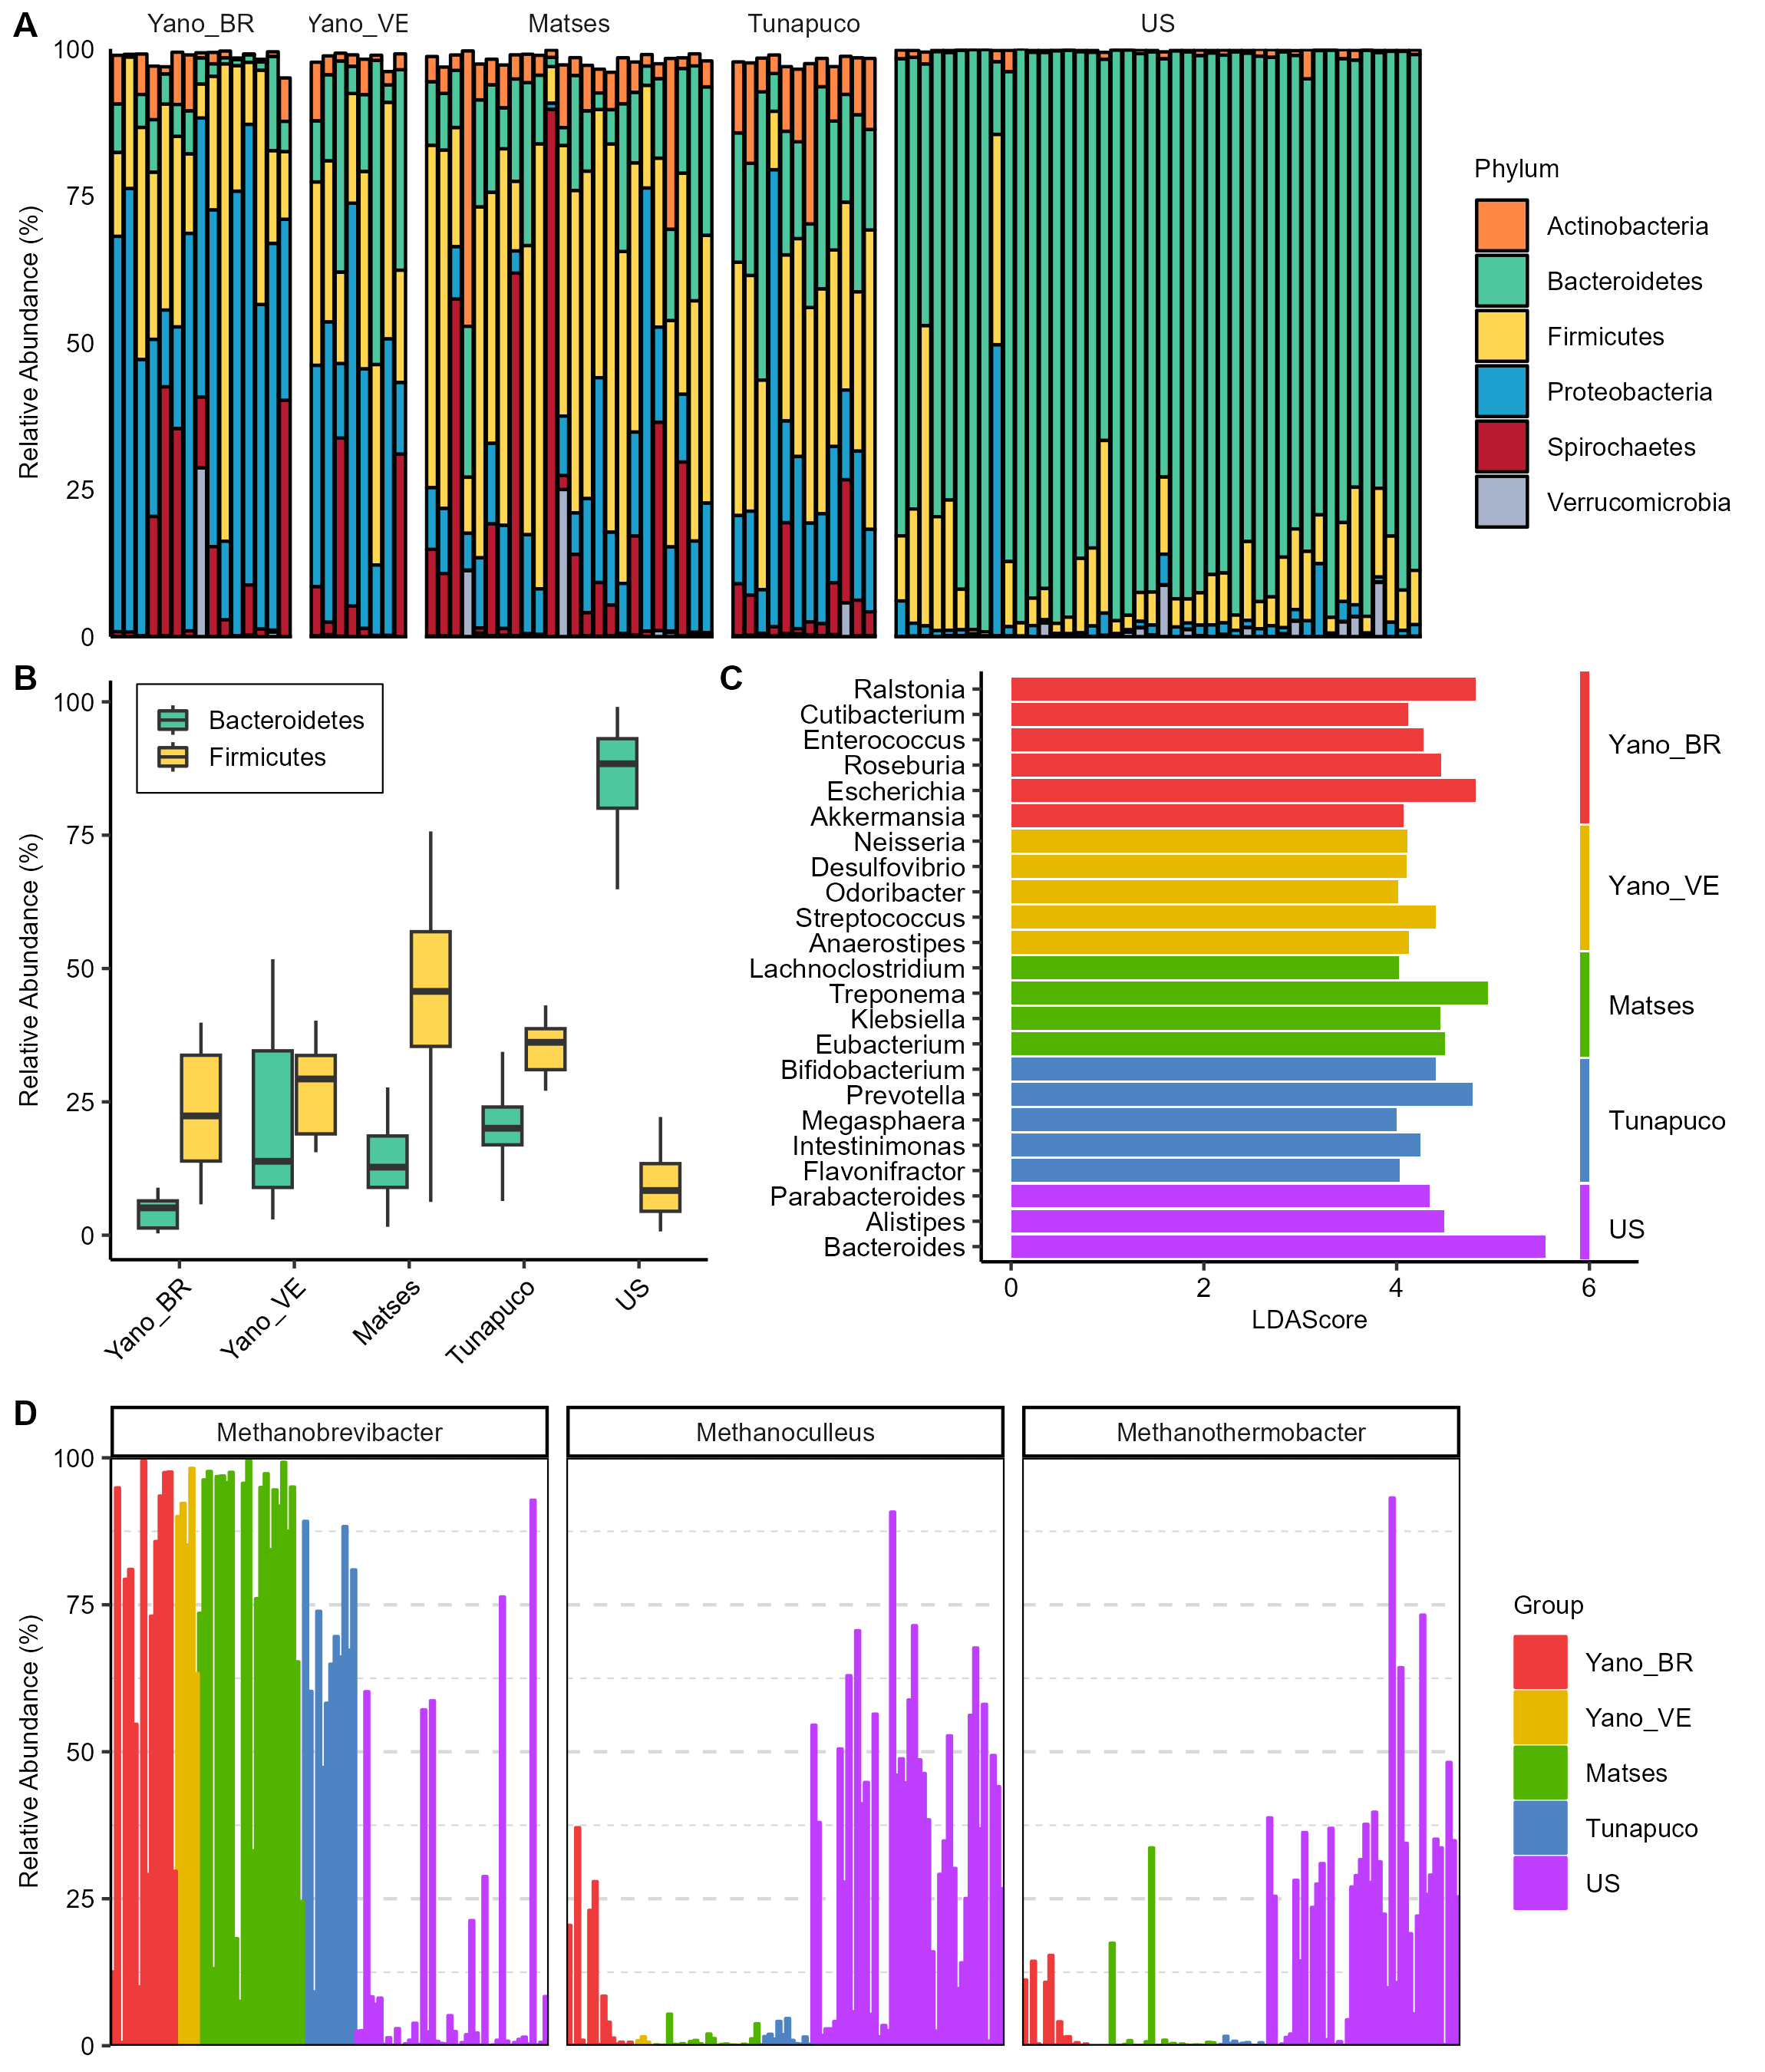 A
Yano_BR
Yano_VE
Matses
Tunapuco
US
Relative Abundance (%)
100
75
50
25
0
Phylum
Actinobacteria
Bacteroidetes
Firmicutes
Proteobacteria
Spirochaetes
Verrucomicrobia
B
Relative Abundance (%)
100
75
50
25
0
Bacteroidetes
Firmicutes
Yano_BR
Yano_VE
Matses
Tunapuco
US
C
Ralstonia
Cutibacterium
Enterococcus
Roseburia
Escherichia
Akkermansia
Neisseria
Desulfovibrio
Odoribacter
Streptococcus
Anaerostipes
Lachnoclostridium
Treponema
Klebsiella
Eubacterium
Bifidobacterium
Prevotella
Megasphaera
Intestinimonas
Flavonifractor
Parabacteroides
Alistipes
Bacteroides
Yano_BR
Yano_VE
Matses
Tunapuco
US
0
2
4
6
LDAScore
D
Methanobrevibacter
Methanoculleus
Methanothermobacter
Relative Abundance (%)
100
75
50
25
0
Group
Yano_BR
Yano_VE
Matses
Tunapuco
US